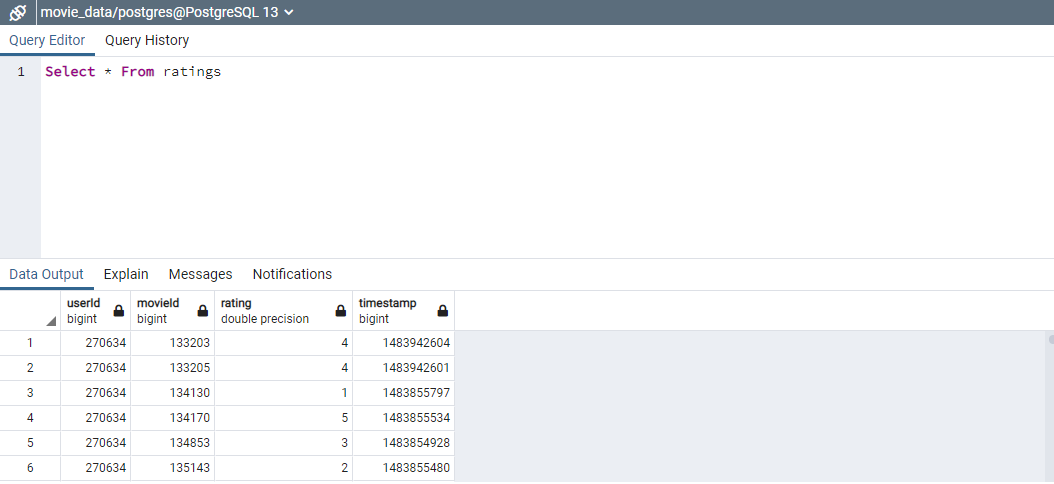 movie_data/postgres@PostgreSQL 13
Query Editor Query History
1 Select * From ratings
Data Output Explain Messages Notifications
userId movieId rating timestamp
bigint bigint double precision bigint
1 270634 133203 4 1483942604
2 270634 133205 4 1483942601
3 270634 134130 1 1483855797
4 270634 134170 5 1483855534
5 270634 134853 3 1483854928
6 270634 135143 2 1483855480